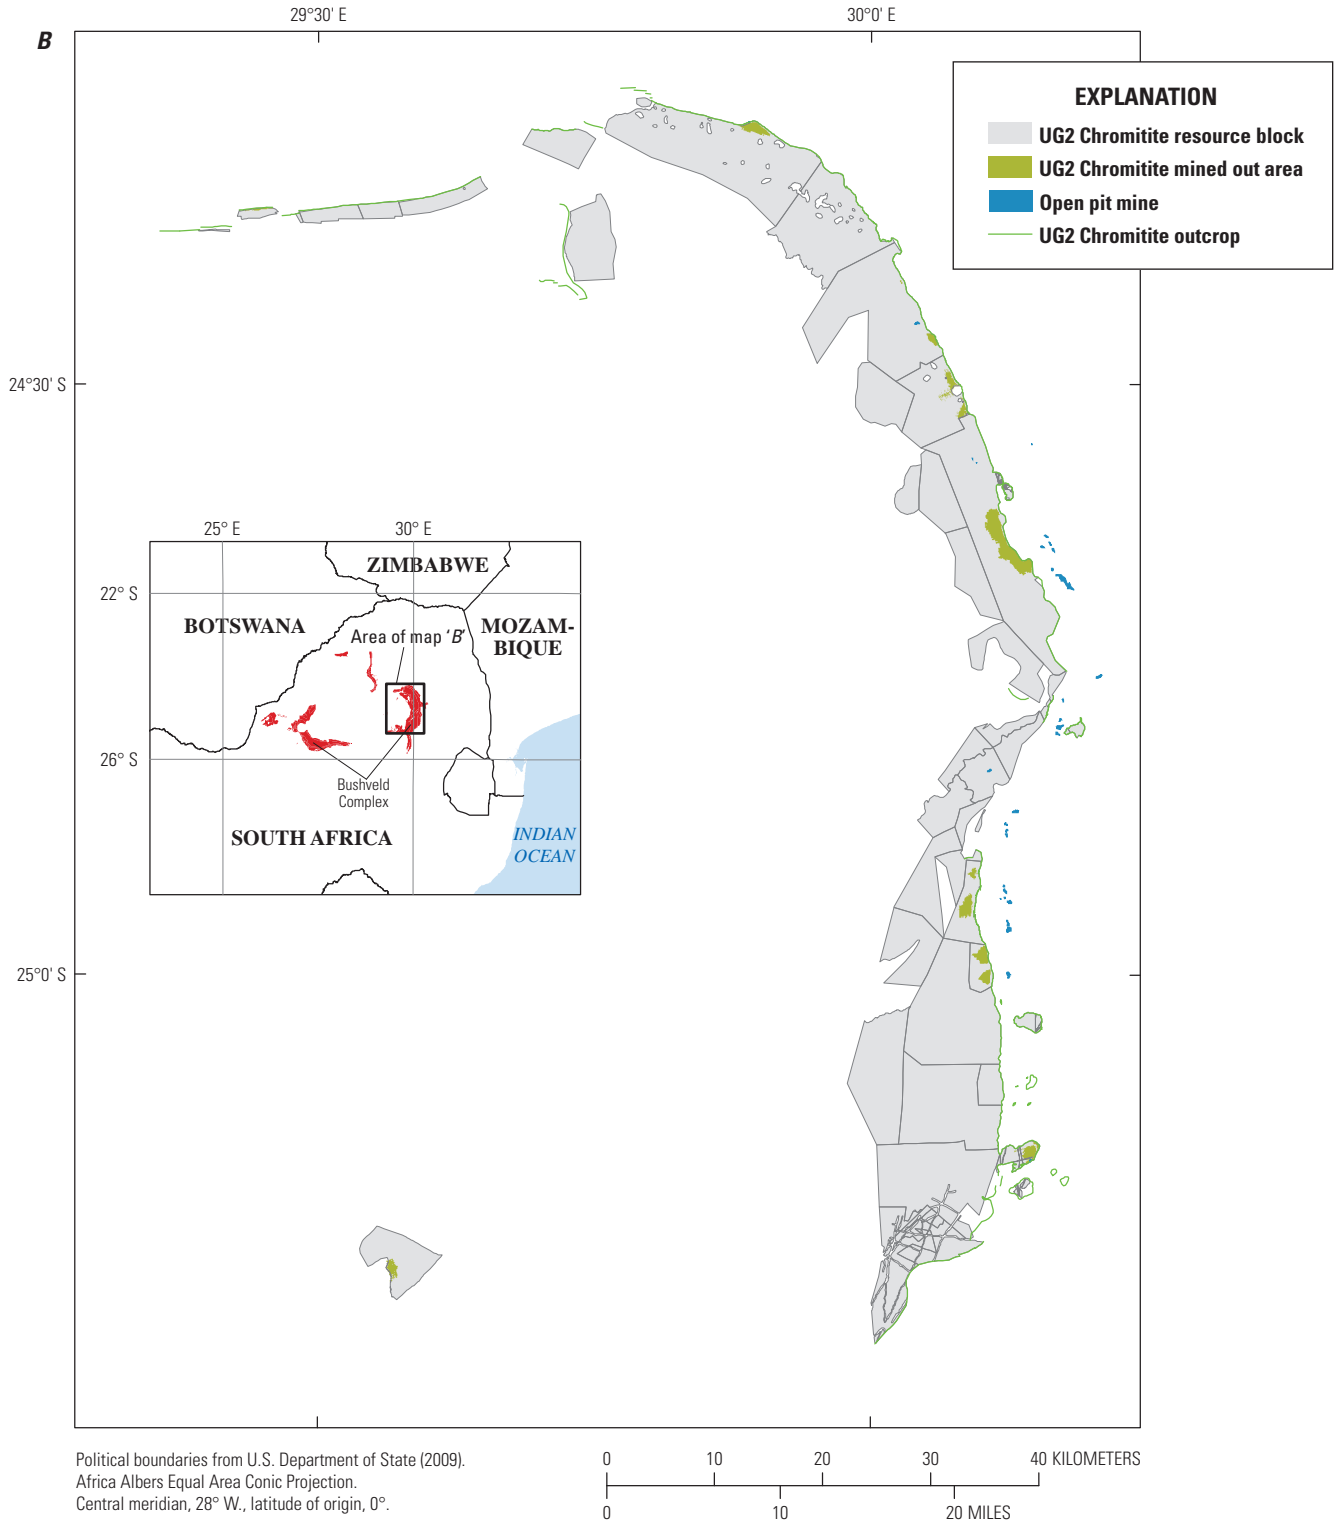 B
29°30' E
30°0' E
EXPLANATION
UG2 Chromitite resource block
UG2 Chromitite mined out area
Open pit mine
UG2 Chromitite outcrop
24°30' S
25° E
30° E
ZIMBABWE
22° S
BOTSWANA
MOZAM-
BIQUE
Area of map 'B'
26° S
Bushveld
Complex
SOUTH AFRICA
INDIAN
OCEAN
25°0' S
Political boundaries from U.S. Department of State (2009).
Africa Albers Equal Area Conic Projection.
Central meridian, 28° W., latitude of origin, 0°.
0 10 20 30 40 KILOMETERS
0 10 20 MILES